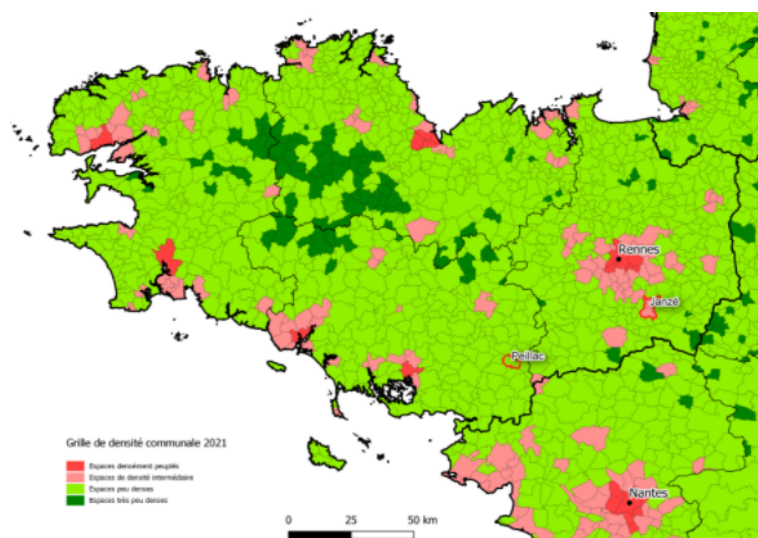 Rennes
Janzé
Peillac
Grille de densité communale 2021
Espaces densément peuplés
Espaces de densité intermédiaire
Espaces peu denses
Espaces très peu denses
Nantes
0 25 50 km